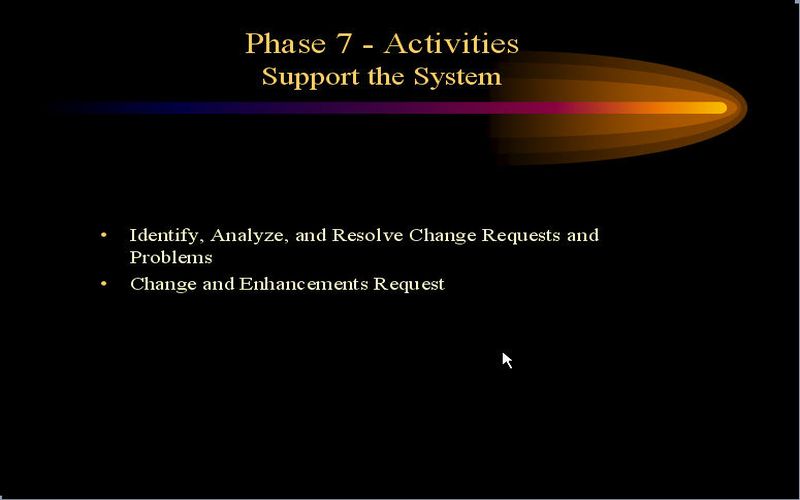 Phase 7 - Activities
Support the System
• Identify, Analyze, and Resolve Change Requests and
Problems
• Change and Enhancements Request